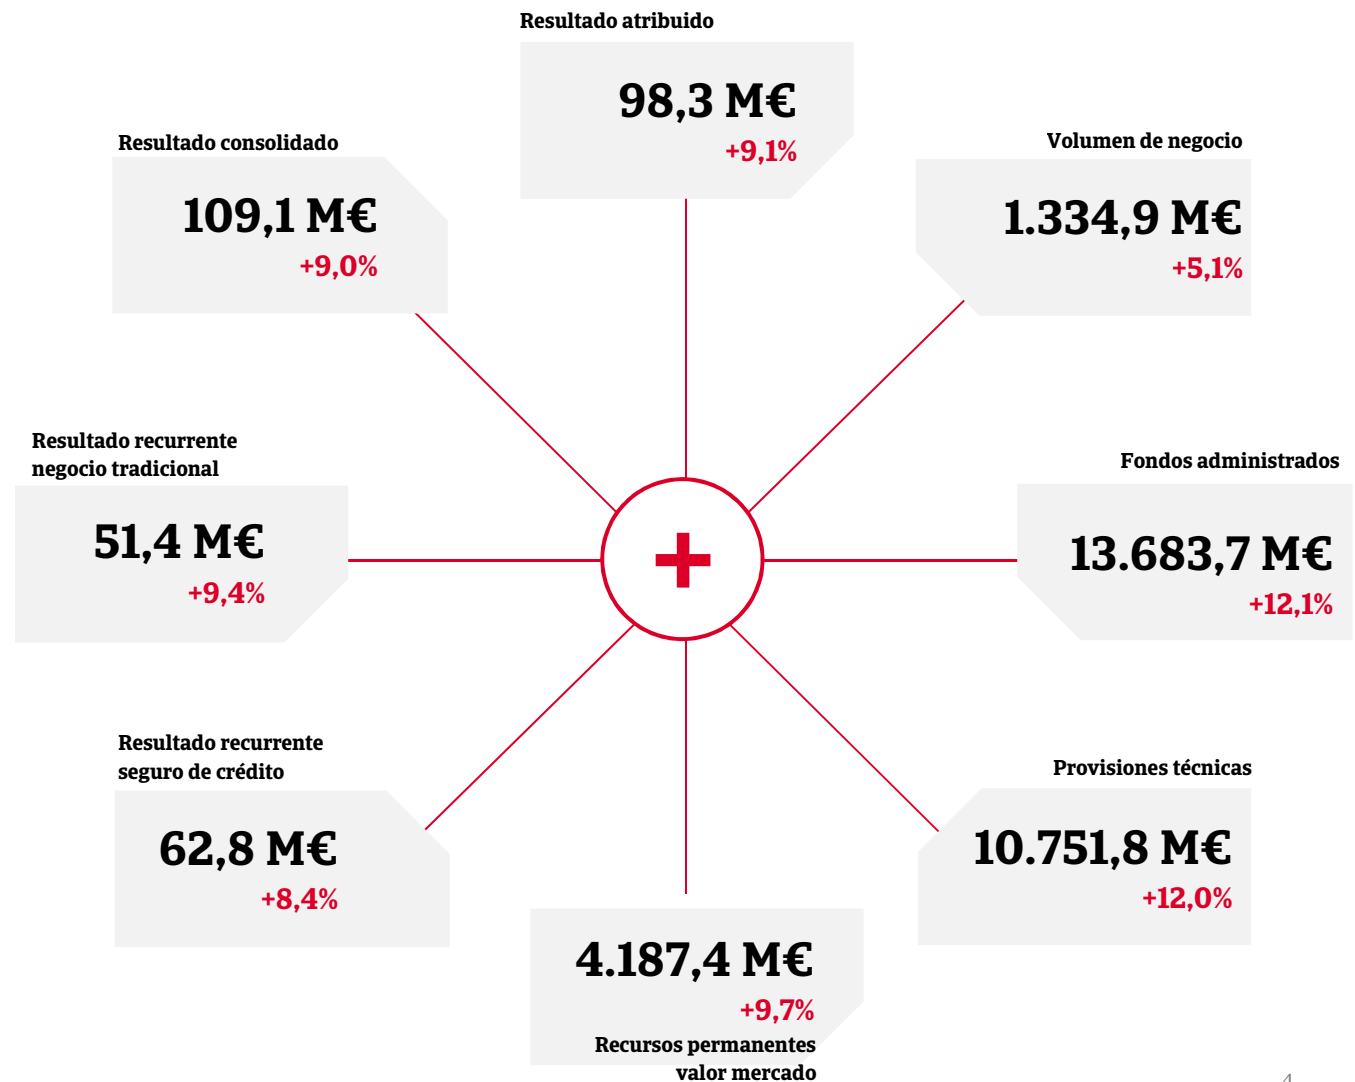 Resultado atribuido
98,3 M€
+9,1%
Resultado consolidado
109,1 M€
+9,0%
Volumen de negocio
1.334,9 M€
+5,1%
Resultado recurrente
negocio tradicional
51,4 M€
+9,4%
Fondos administrados
13.683,7 M€
+12,1%
Resultado recurrente
seguro de crédito
62,8 M€
+8,4%
Provisiones técnicas
10.751,8 M€
+12,0%
4.187,4 M€
+9,7%
Recursos permanentes
valor mercado
4